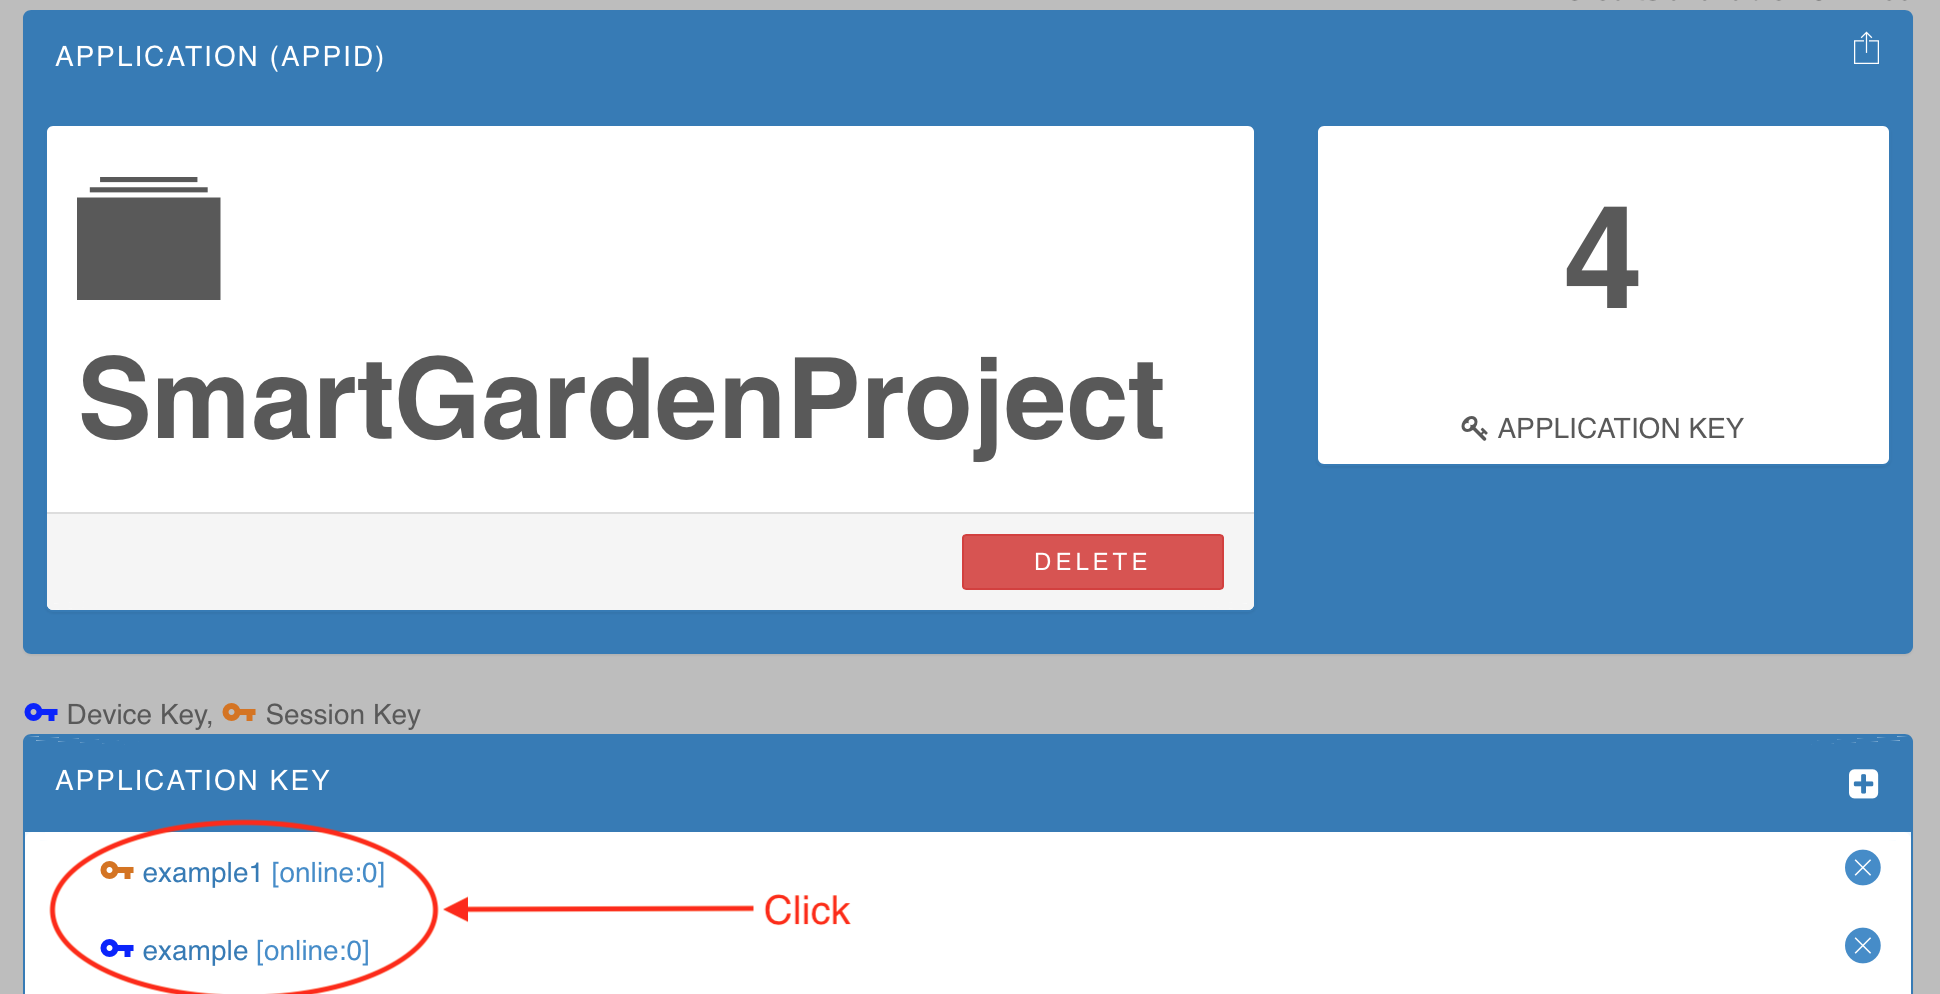 APPLICATION (APPID)
SmartGardenProject
DELETE
4
APPLICATION KEY
Device Key, Session Key
APPLICATION KEY
example1 [online:0]
Click
example [online:0]